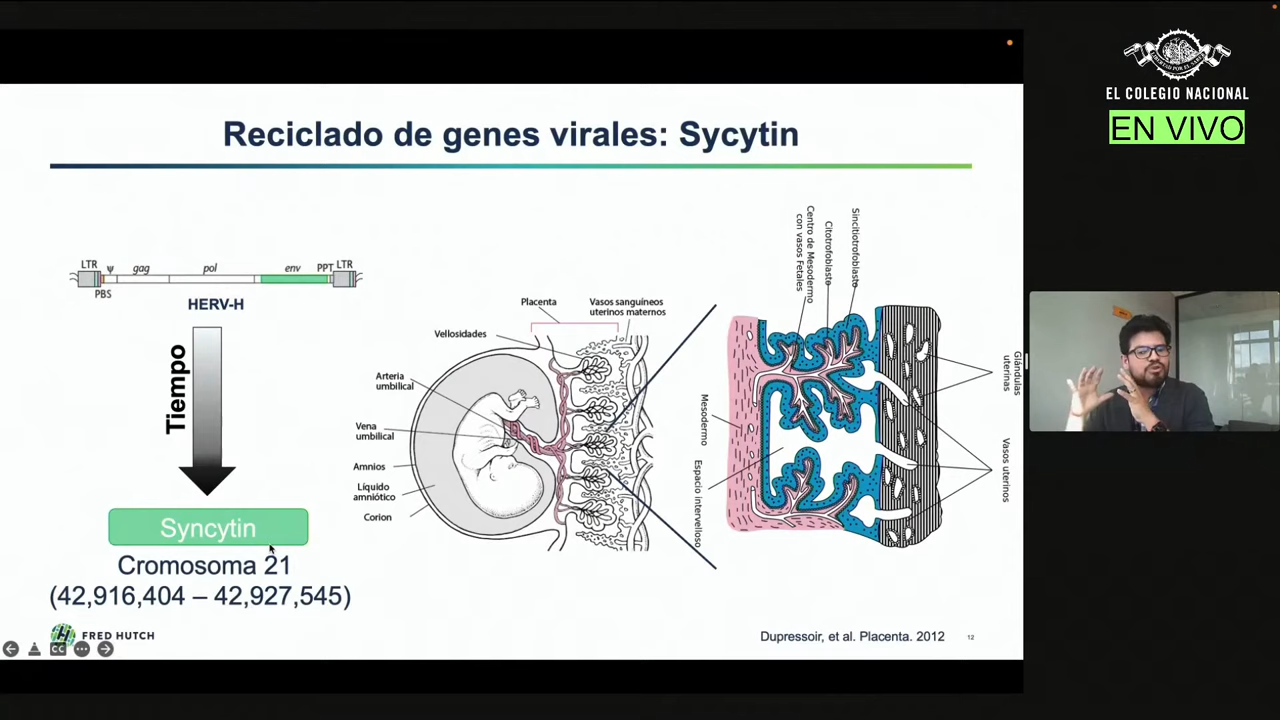 EL COLEGIO NACIONAL
EN VIVO
Reciclado de genes virales: Sycytin
LTR ψ gag pol env PPT LTR
PBS
HERV-H
Tiempo
Syncytin
Cromosoma 21
(42,916,404 – 42,927,545)
Placenta
Vasos sanguíneos
uterinos maternos
Vellosidades
Arteria
umbilical
Vena
umbilical
Amnios
Líquido
amniótico
Corion
Centro de Mesodermo
con vasos Fetales
Citotrofoblasto
Sincitiotrofoblasto
Mesodermo
Espacio intervelloso
Glándulas
uterinas
Vasos uterinos
FRED HUTCH
Dupressoir, et al. Placenta. 2012
12
CC